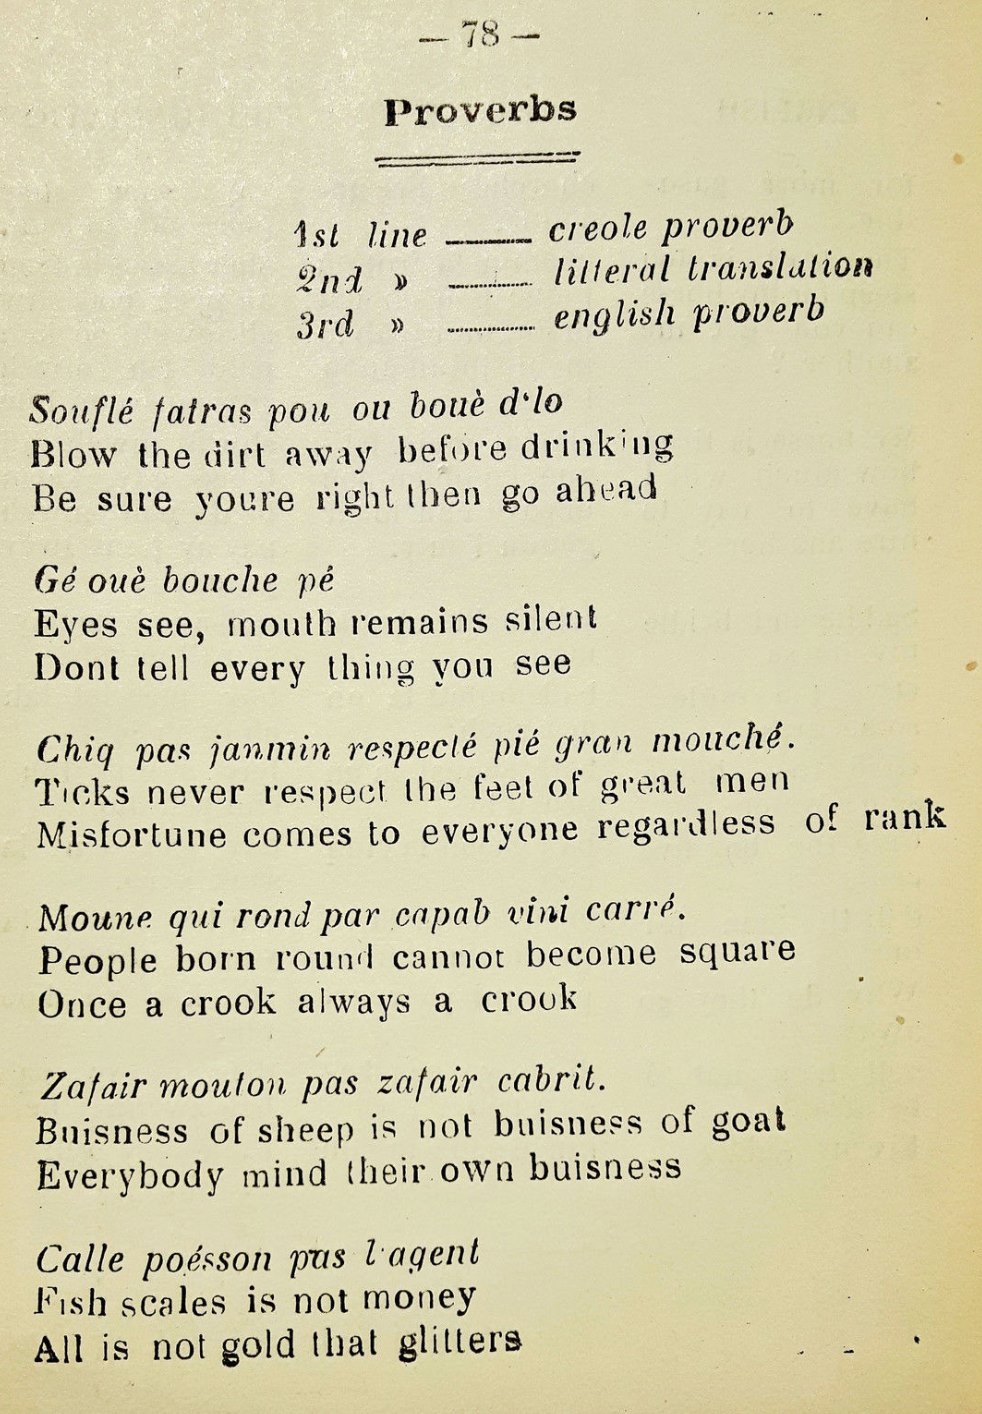 — 78 —
Proverbs
1st line ——— creole proverb
2nd » ......... litteral translation
3rd » ......... english proverb
Souflé fatras pou ou bouè d'lo
Blow the dirt away before drinking
Be sure youre right then go ahead
Gé ouè bouche pé
Eyes see, mouth remains silent
Dont tell every thing you see
Chiq pas janmin respecté pié gran mouché.
Ticks never respect the feet of great men
Misfortune comes to everyone regardless of rank
Moune qui rond par capab vini carré.
People born round cannot become square
Once a crook always a crook
Zafair mouton pas zafair cabrit.
Buisness of sheep is not buisness of goat
Everybody mind their own buisness
Calle poésson pas l'agent
Fish scales is not money
All is not gold that glitters